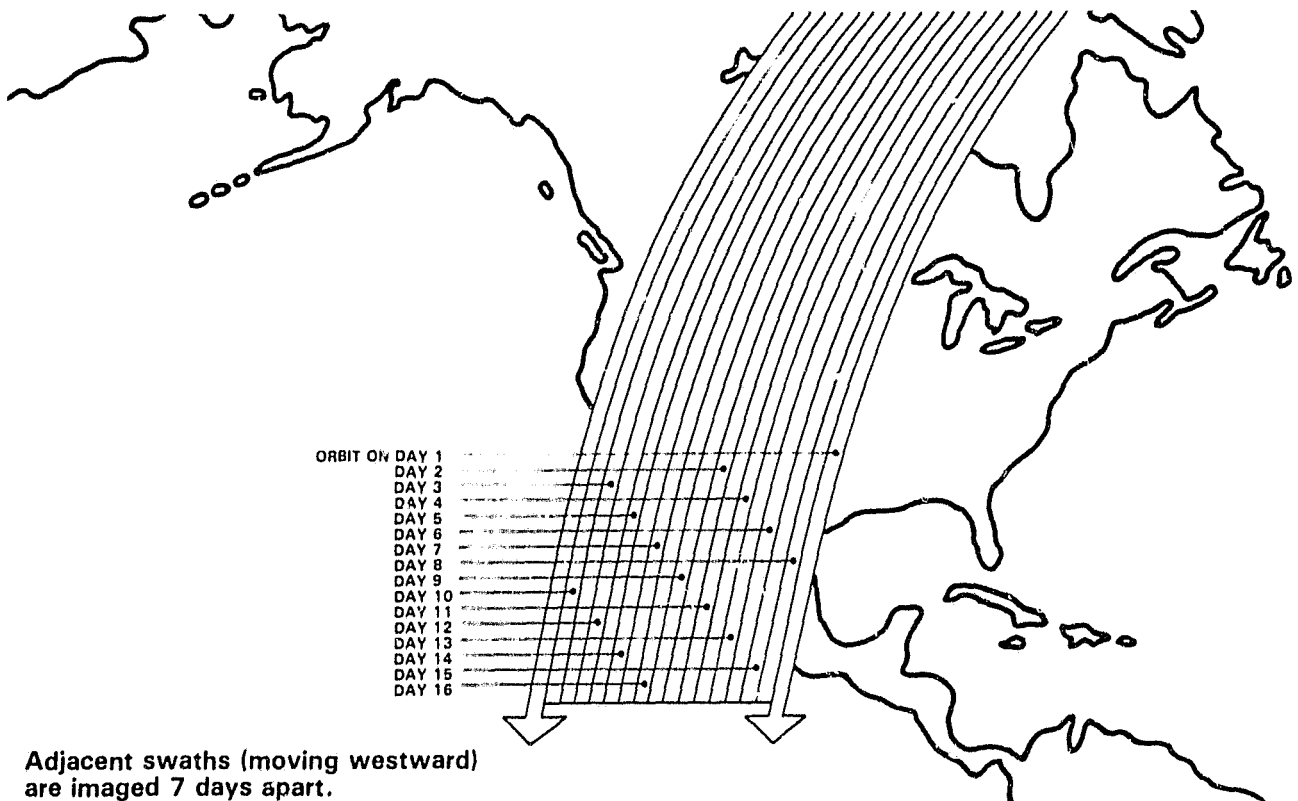 ORBIT ON DAY 1
DAY 2
DAY 3
DAY 4
DAY 5
DAY 6
DAY 7
DAY 8
DAY 9
DAY 10
DAY 11
DAY 12
DAY 13
DAY 14
DAY 15
DAY 16
Adjacent swaths (moving westward)
are imaged 7 days apart.